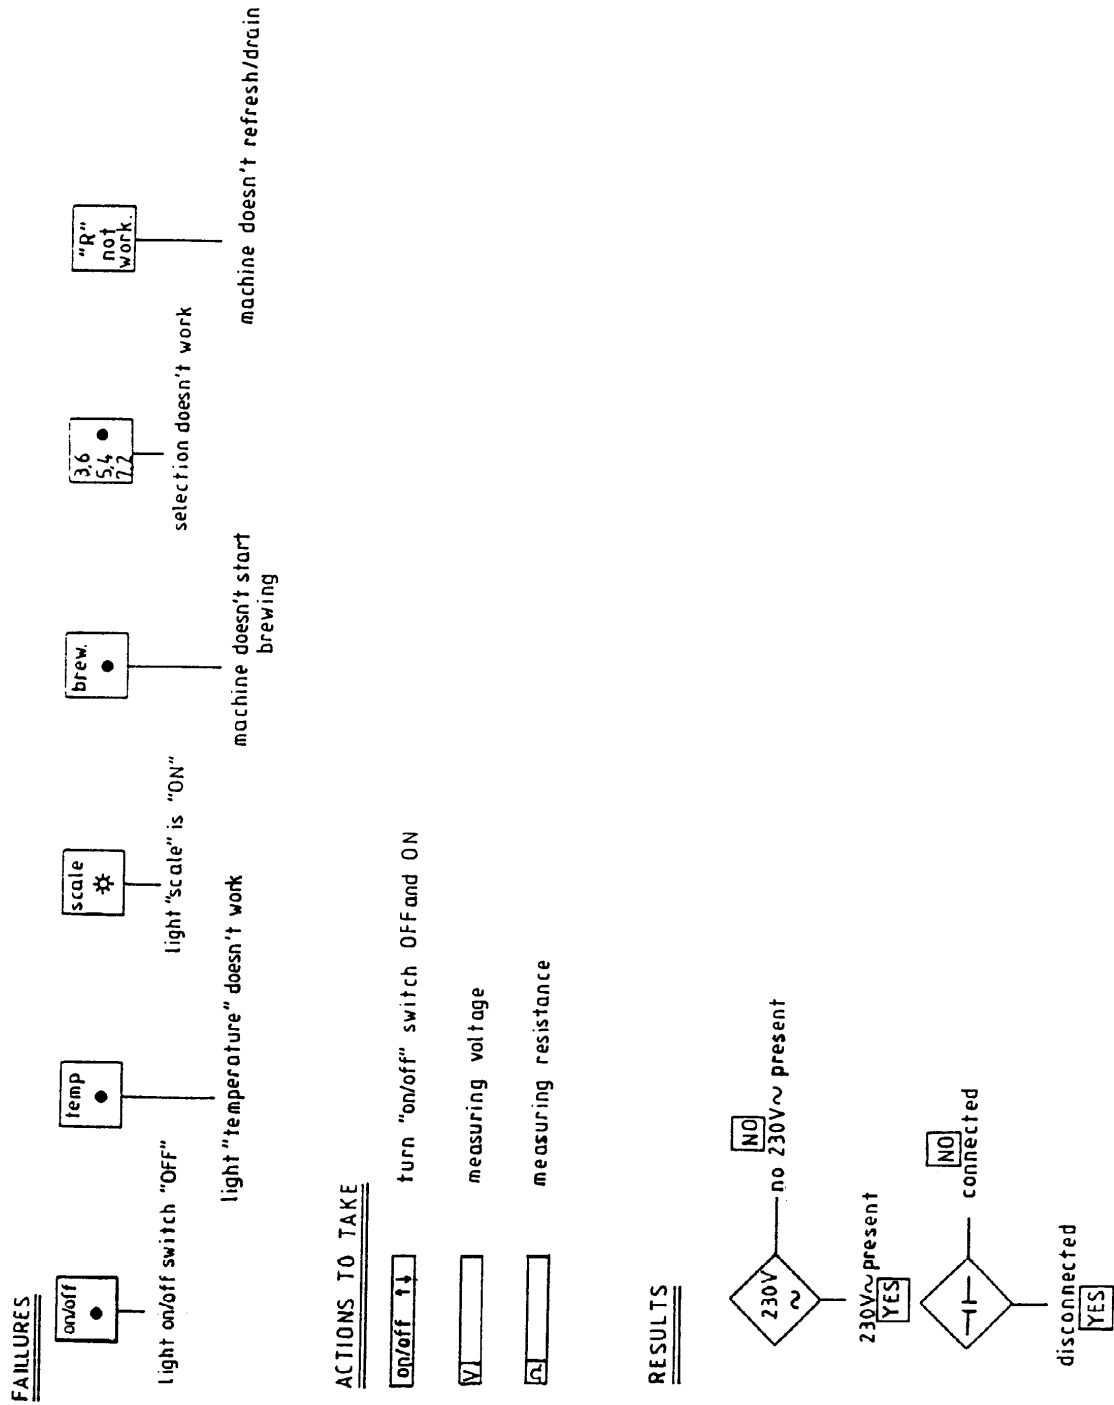 FAILLURES
on/off
light on/off switch "OFF"
temp
light "temperature" doesn't work
scale
light "scale" is "ON"
brew.
machine doesn't start
brewing
3,6
5,4
7,2
selection doesn't work
"R"
not
work.
machine doesn't refresh/drain
ACTIONS TO TAKE
on/off ↑↓
turn "on/off" switch OFF and ON
V
measuring voltage
Ω
measuring resistance
RESULTS
230V
~
NO
no 230V~ present
230V~present
YES
NO
connected
disconnected
YES